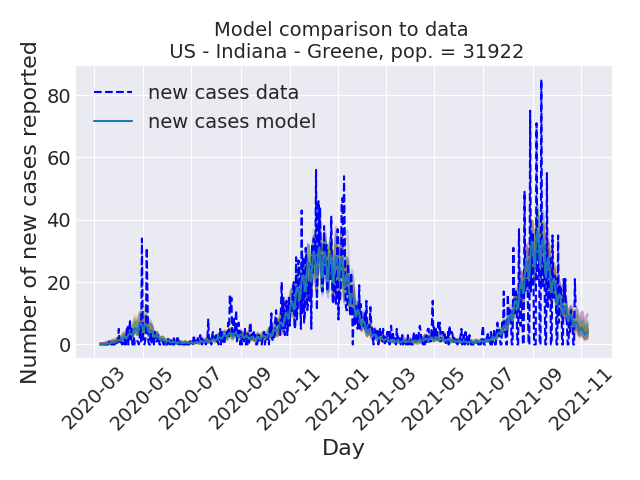 Model comparison to data
US - Indiana - Greene, pop. = 31922
Number of new cases reported
80
60
40
20
0
new cases data
new cases model
2020-03
2020-05
2020-07
2020-09
2020-11
2021-01
2021-03
2021-05
2021-07
2021-09
2021-11
Day